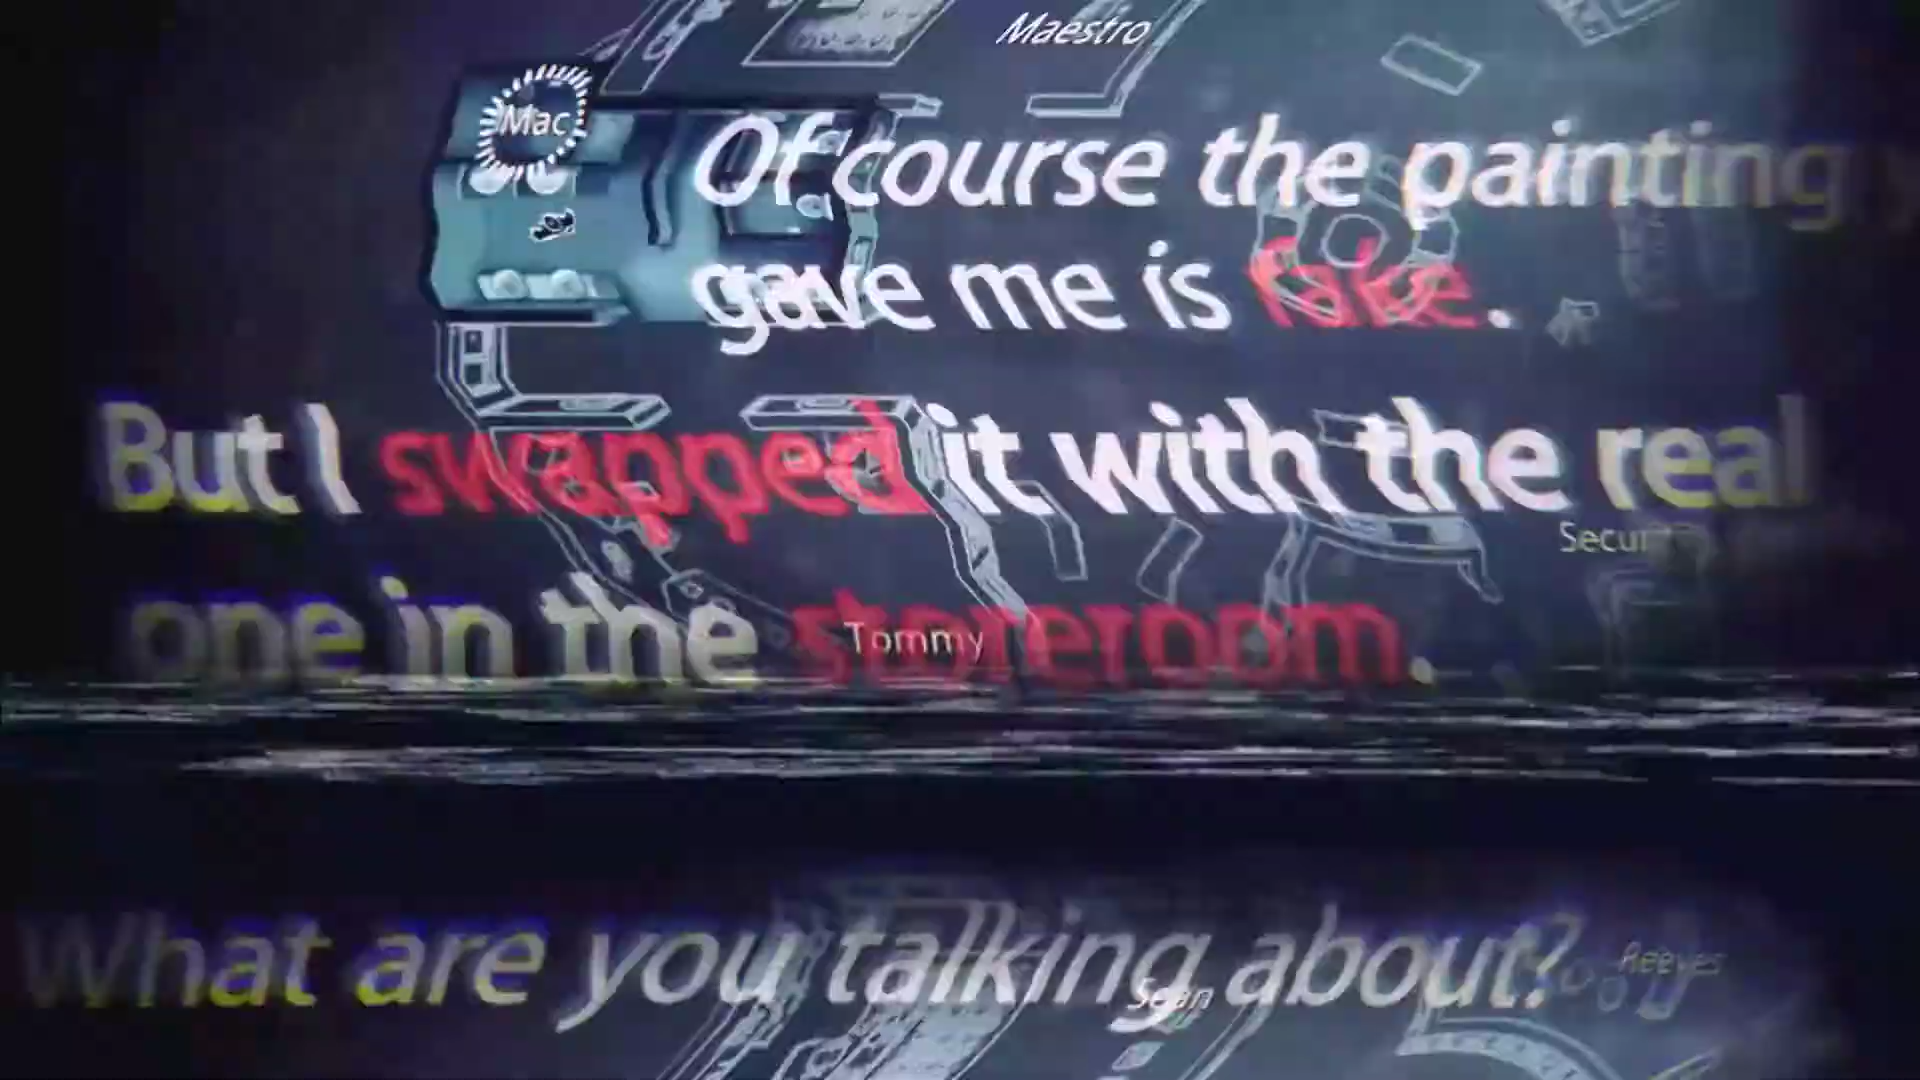 Maestro
Mac
Of course the painting
gave me is fake.
But I swapped it with the real
one in the storeroom.
Tommy
What are you talking about?
Reeves
Sean